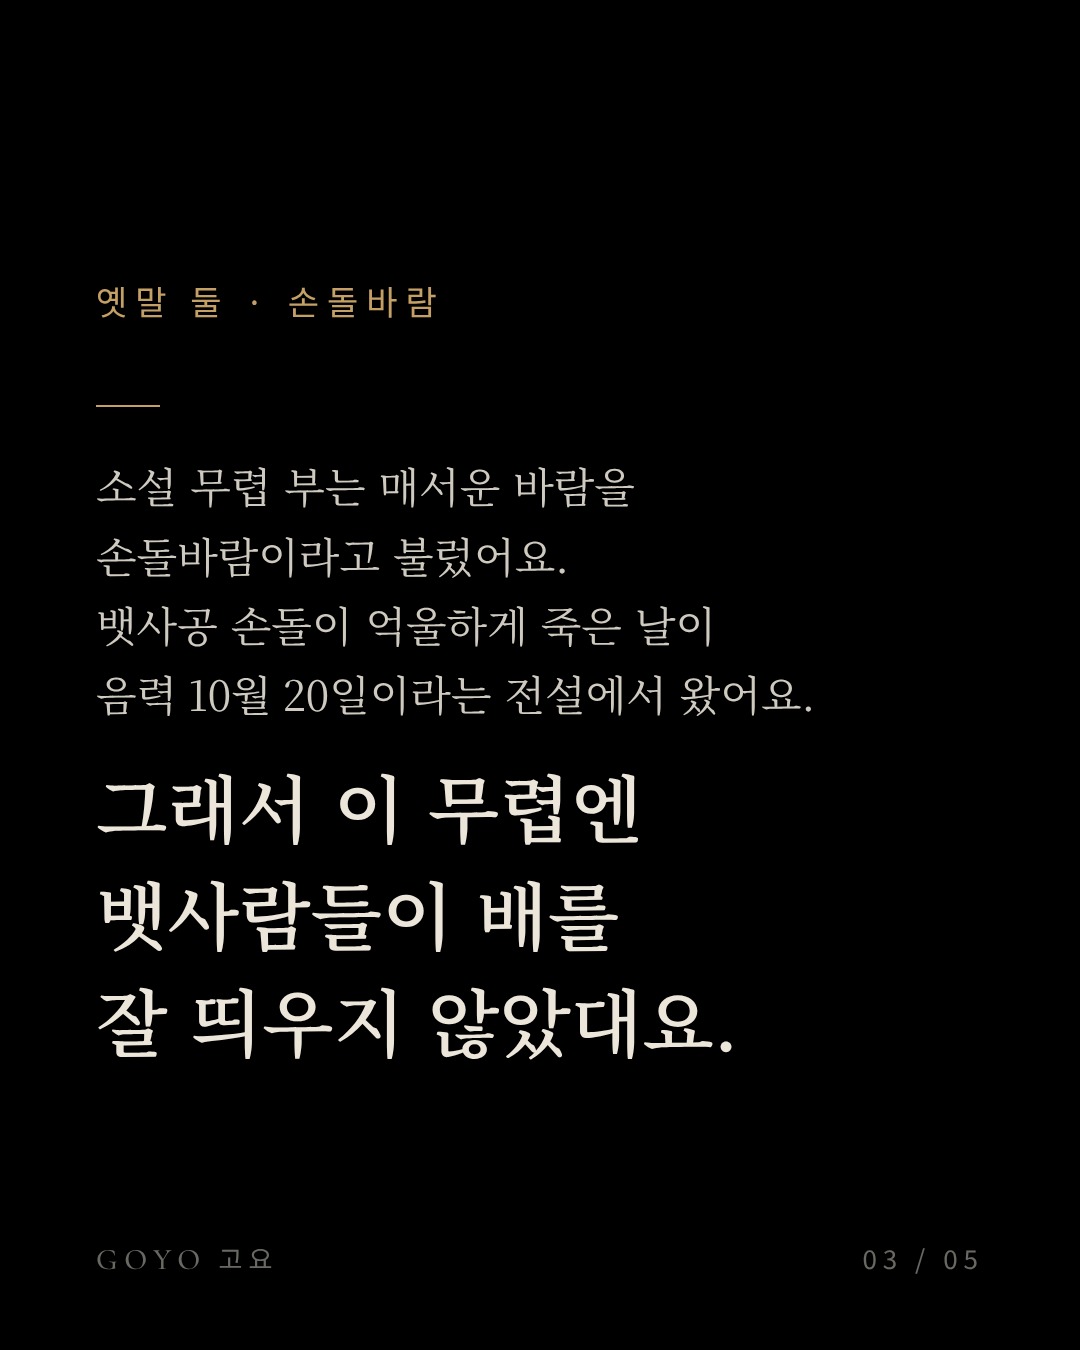 옛말 둘 · 손돌바람
소설 무렵 부는 매서운 바람을
손돌바람이라고 불렀어요.
뱃사공 손돌이 억울하게 죽은 날이
음력 10월 20일이라는 전설에서 왔어요.
그래서 이 무렵엔
뱃사람들이 배를
잘 띄우지 않았대요.
GOYO 고요
03 / 05